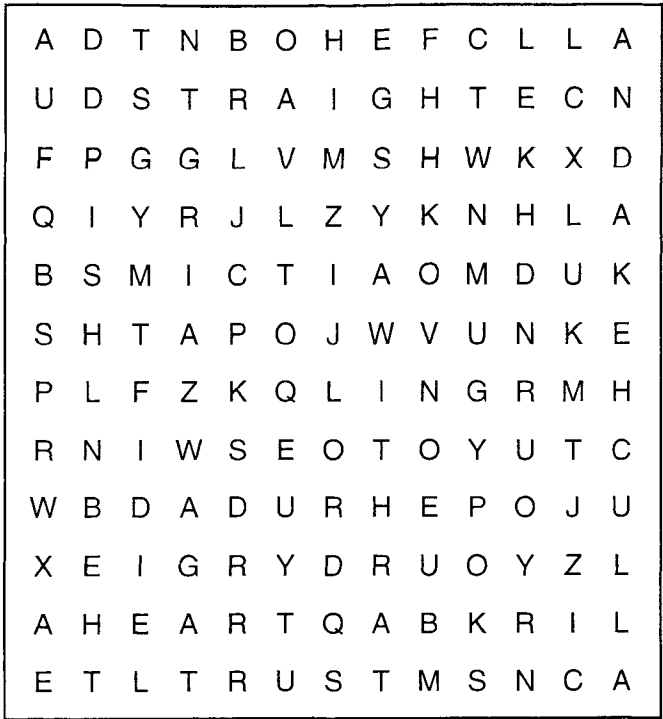 A D T N B O H E F C L L A
U D S T R A I G H T E C N
F P G G L V M S H W K X D
Q I Y R J L Z Y K N H L A
B S M I C T I A O M D U K
S H T A P O J W V U N K E
P L F Z K Q L I N G R M H
R N I W S E O T O Y U T C
W B D A D U R H E P O J U
X E I G R Y D R U O Y Z L
A H E A R T Q A B K R I L
E T L T R U S T M S N C A